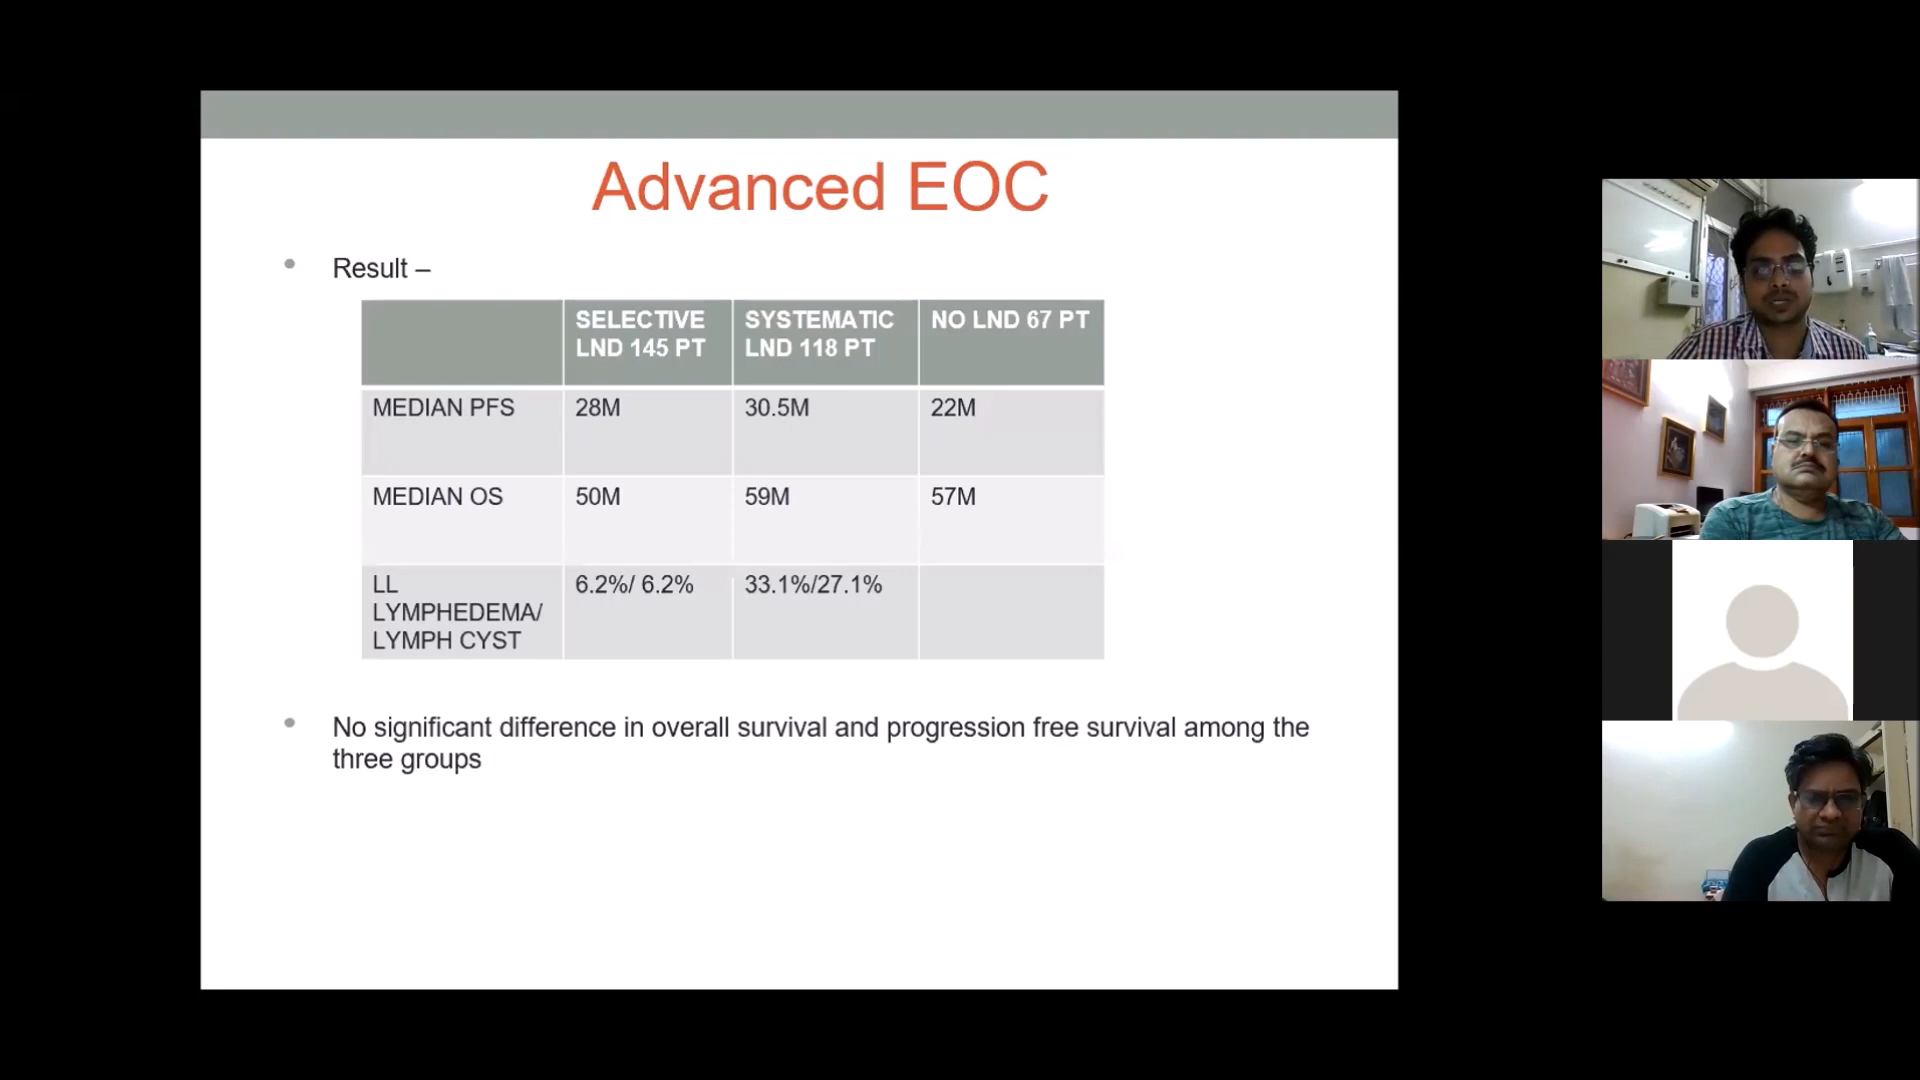 Advanced EOC
• Result –
SELECTIVE LND 145 PT
SYSTEMATIC LND 118 PT
NO LND 67 PT
MEDIAN PFS
28M
30.5M
22M
MEDIAN OS
50M
59M
57M
LL LYMPHEDEMA/ LYMPH CYST
6.2%/ 6.2%
33.1%/27.1%
• No significant difference in overall survival and progression free survival among the
three groups